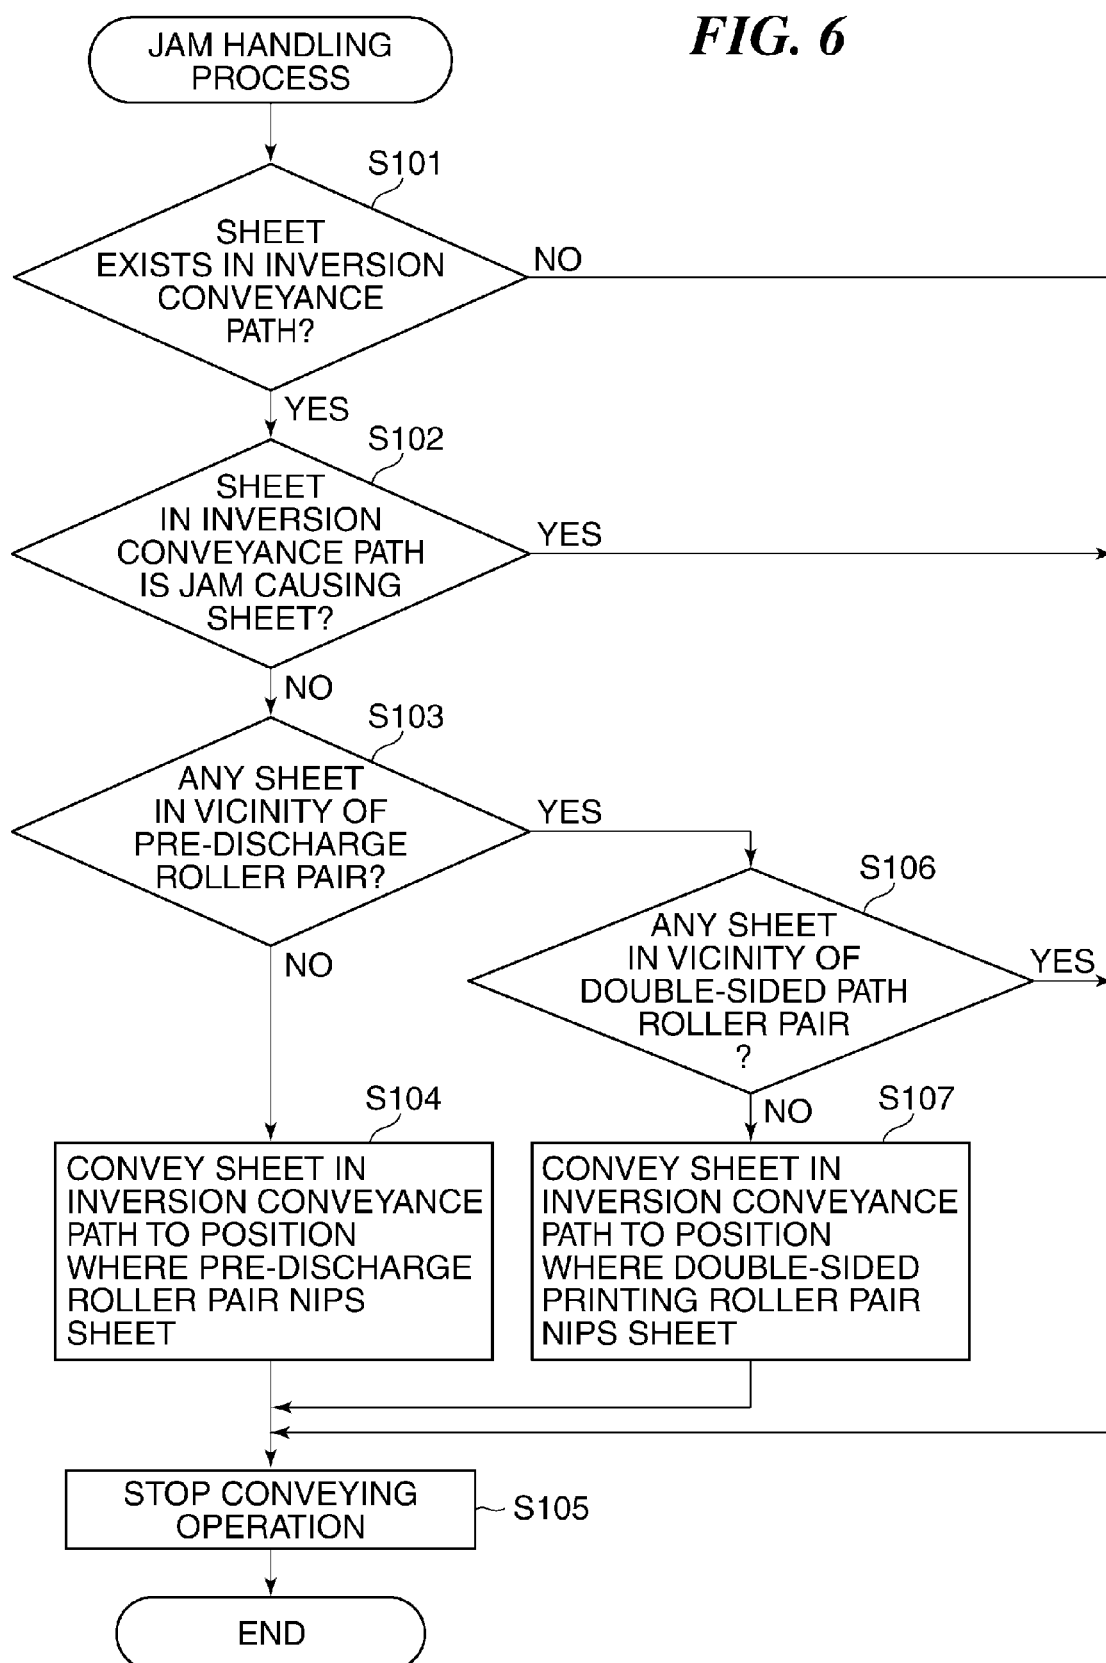 FIG. 6
JAM HANDLING
PROCESS
S101
SHEET
EXISTS IN INVERSION
CONVEYANCE
PATH?
NO
YES
S102
SHEET
IN INVERSION
CONVEYANCE PATH
IS JAM CAUSING
SHEET?
YES
NO
S103
ANY SHEET
IN VICINITY OF
PRE-DISCHARGE
ROLLER PAIR?
YES
NO
S106
ANY SHEET
IN VICINITY OF
DOUBLE-SIDED PATH
ROLLER PAIR
?
YES
NO
S104
CONVEY SHEET IN
INVERSION CONVEYANCE
PATH TO POSITION
WHERE PRE-DISCHARGE
ROLLER PAIR NIPS
SHEET
S107
CONVEY SHEET IN
INVERSION CONVEYANCE
PATH TO POSITION
WHERE DOUBLE-SIDED
PRINTING ROLLER PAIR
NIPS SHEET
STOP CONVEYING
OPERATION
S105
END